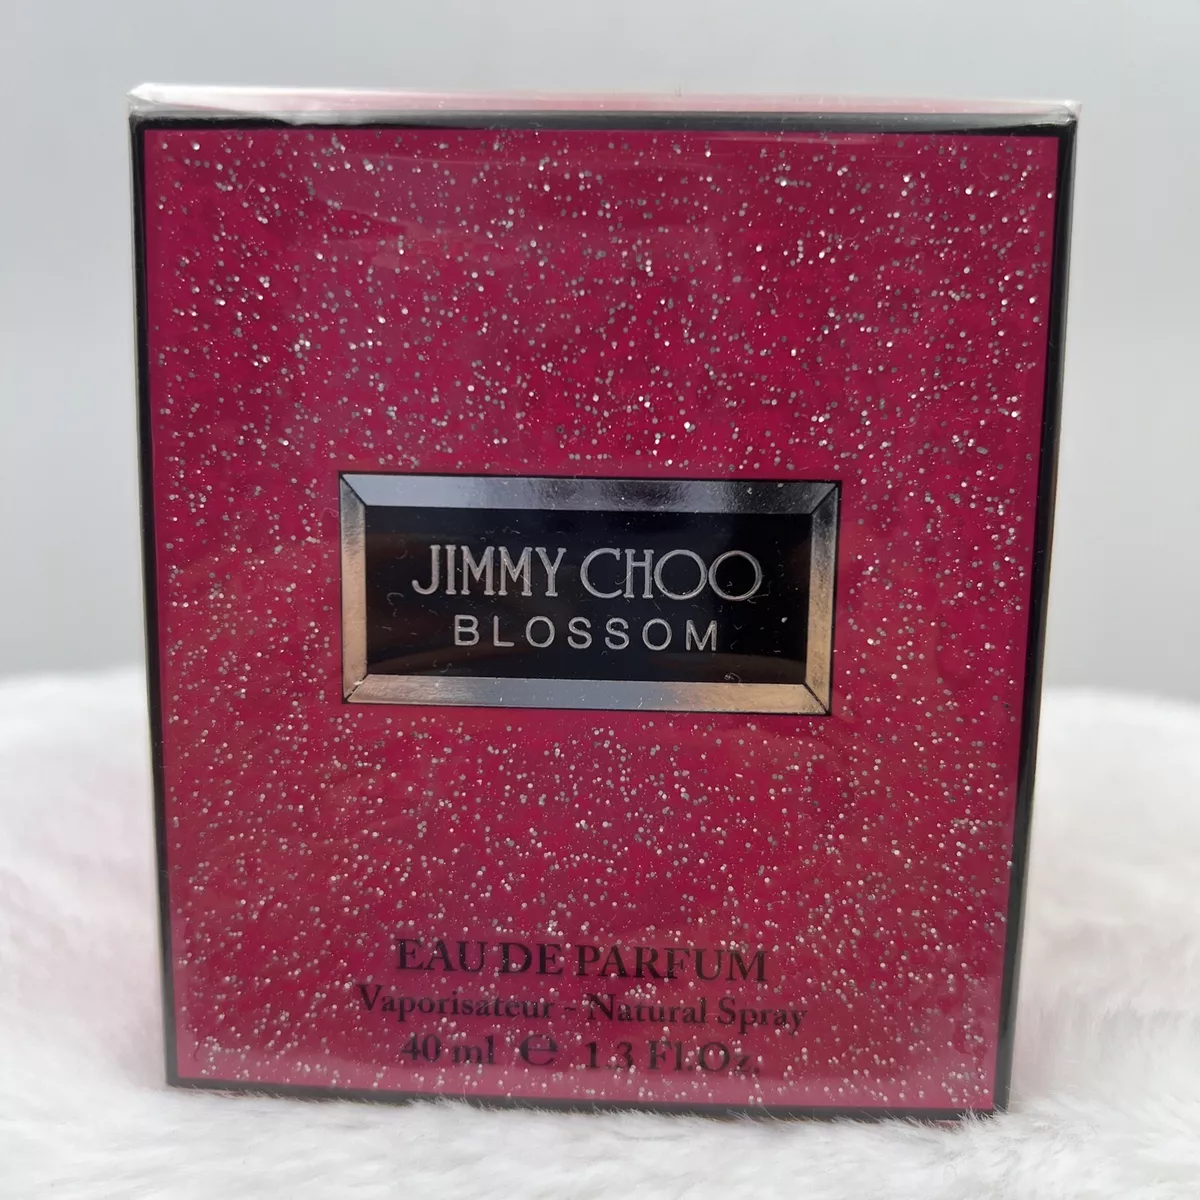 JIMMY CHOO
BLOSSOM
EAU DE PARFUM
Vaporisateur - Natural Spray
40 ml e 1.3 Fl.Oz.